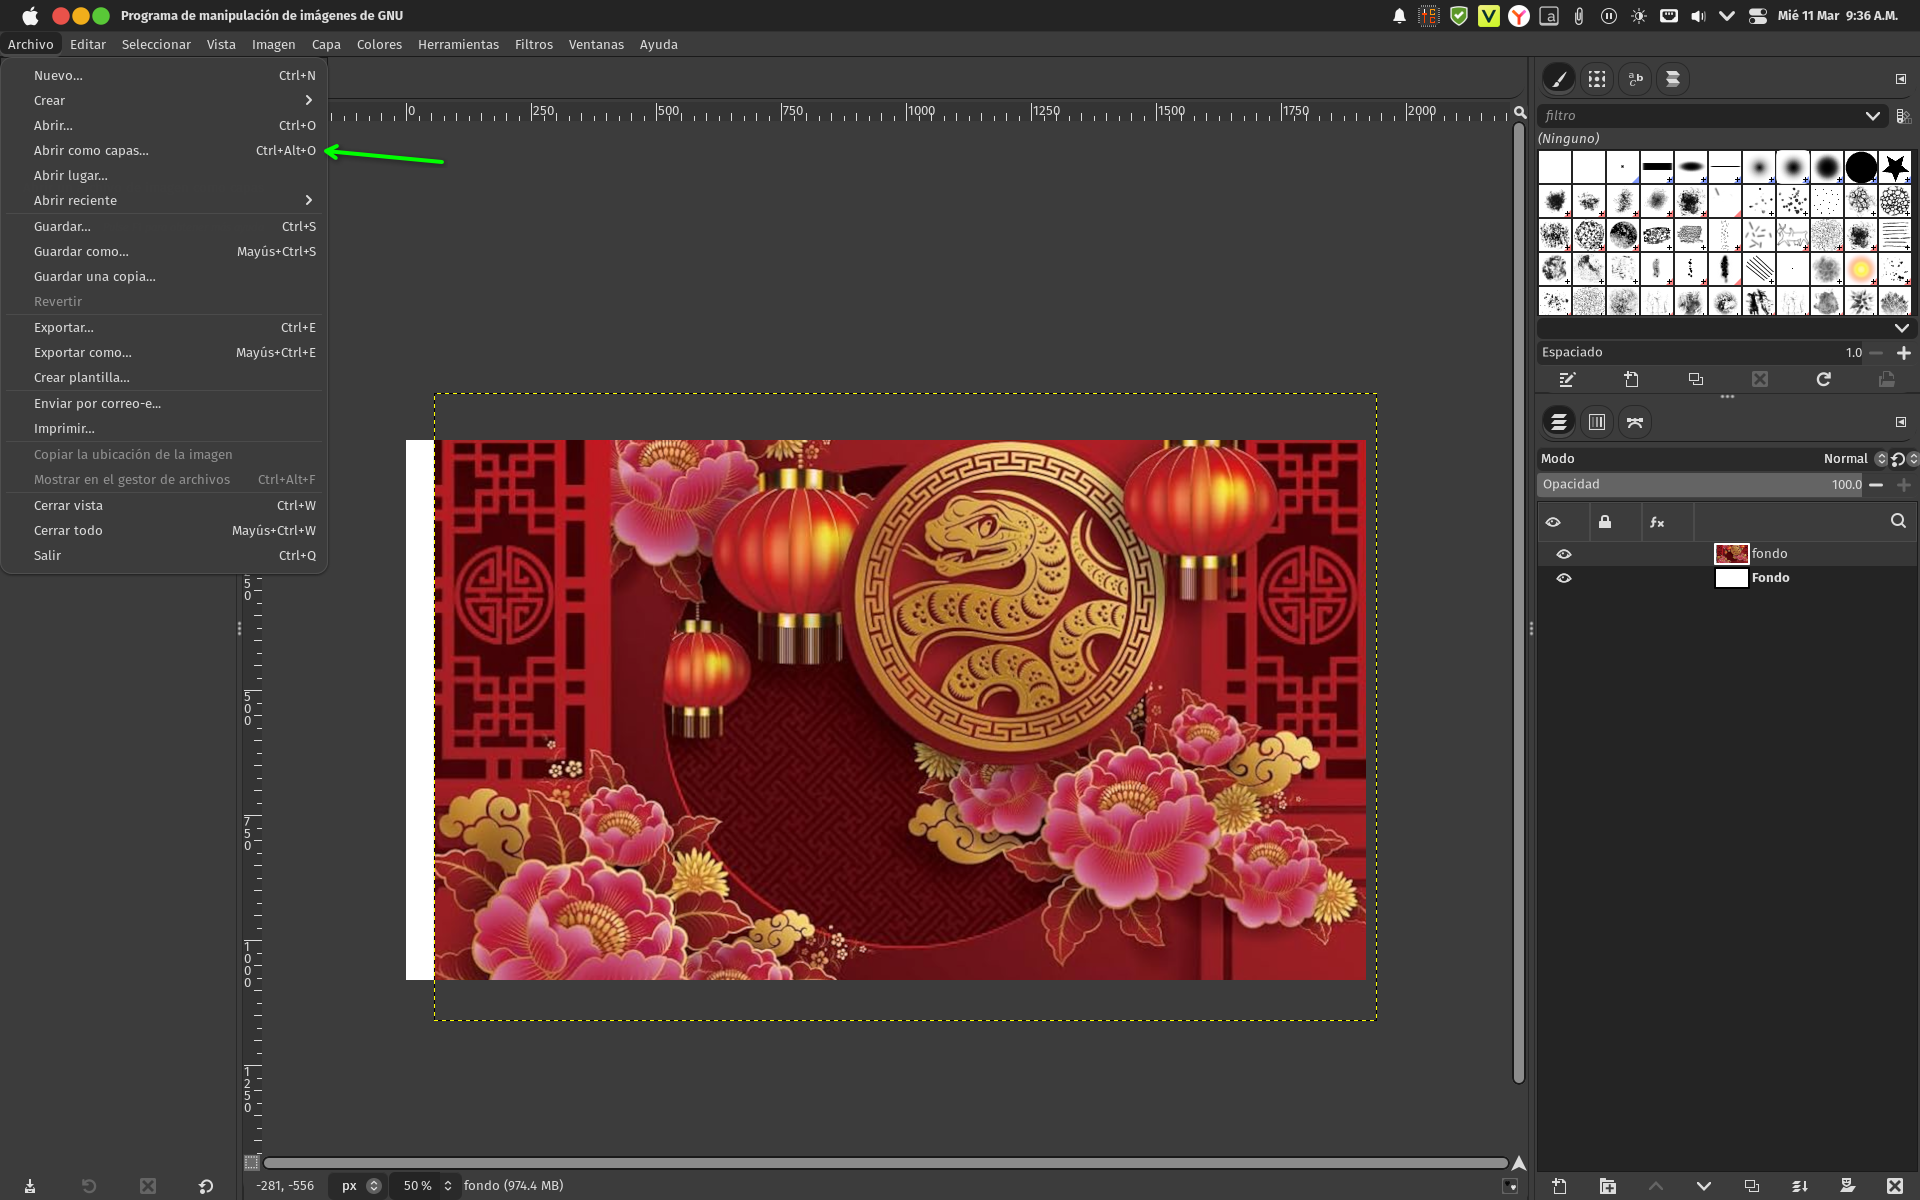 Programa de manipulación de imágenes de GNU
Mié 11 Mar 9:36 A.M.
Archivo Editar Seleccionar Vista Imagen Capa Colores Herramientas Filtros Ventanas Ayuda
Nuevo... Ctrl+N
Crear
Abrir... Ctrl+O
Abrir como capas... Ctrl+Alt+O
Abrir lugar...
Abrir reciente
Guardar... Ctrl+S
Guardar como... Mayús+Ctrl+S
Guardar una copia...
Revertir
Exportar... Ctrl+E
Exportar como... Mayús+Ctrl+E
Crear plantilla...
Enviar por correo-e...
Imprimir...
Copiar la ubicación de la imagen
Mostrar en el gestor de archivos Ctrl+Alt+F
Cerrar vista Ctrl+W
Cerrar todo Mayús+Ctrl+W
Salir Ctrl+Q
0 250 500 750 1000 1250 1500 1750 2000
500
750
1000
1250
filtro
(Ninguno)
Espaciado 1.0
Modo Normal
Opacidad 100.0
fx
fondo
Fondo
-281, -556 px 50 % fondo (974.4 MB)